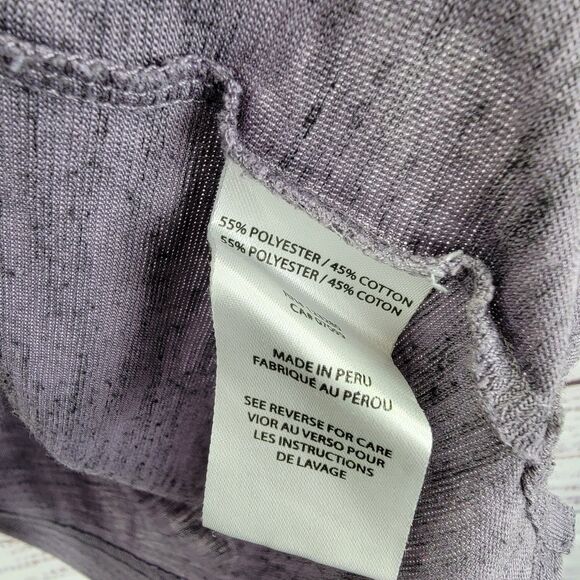 55% POLYESTER / 45% COTTON
55% POLYESTER / 45% COTON
MADE IN PERU
FABRIQUÉ AU PÉROU
SEE REVERSE FOR CARE
VIOR AU VERSO POUR
LES INSTRUCTIONS
DE LAVAGE